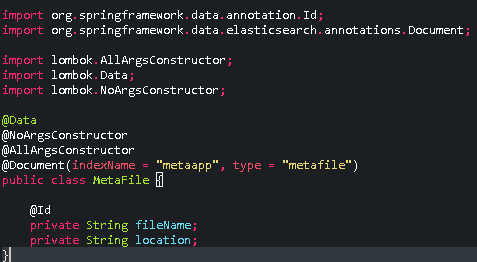 import org.springframework.data.annotation.Id;
import org.springframework.data.elasticsearch.annotations.Document;
import lombok.AllArgsConstructor;
import lombok.Data;
import lombok.NoArgsConstructor;
@Data
@NoArgsConstructor
@AllArgsConstructor
@Document(indexName = "metaapp", type = "metafile")
public class MetaFile {
@Id
private String fileName;
private String location;
}